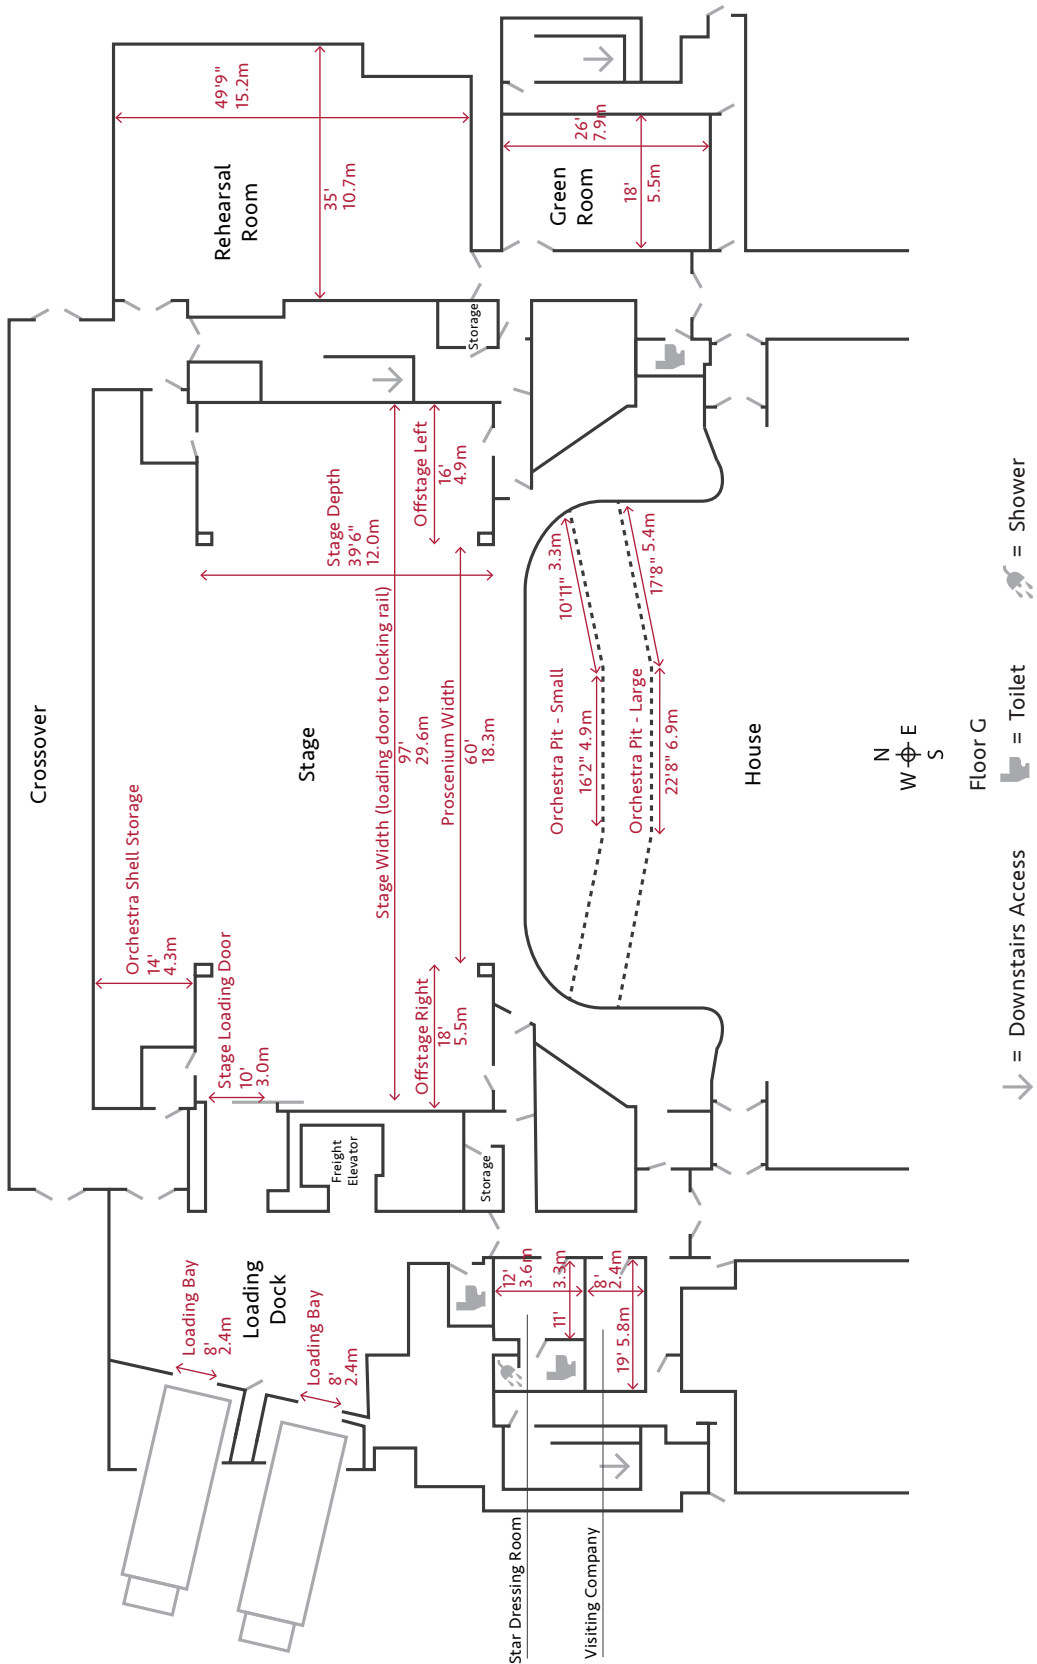 Crossover
Orchestra Shell Storage
14'
4.3m
Stage Loading Door
10'
3.0m
Stage
Stage Depth
39'6"
12.0m
Stage Width (loading door to locking rail)
97'
29.6m
Proscenium Width
60'
18.3m
Offstage Left
16'
4.9m
Offstage Right
18'
5.5m
Rehearsal
Room
49'9"
15.2m
35'
10.7m
Green
Room
26'
7.9m
18'
5.5m
Storage
Orchestra Pit - Small
16'2" 4.9m
10'11" 3.3m
Orchestra Pit - Large
22'8" 6.9m
17'8" 5.4m
House
Freight
Elevator
Storage
Loading
Dock
Loading Bay
8'
2.4m
Loading Bay
8'
2.4m
12'
3.6m
11'
3.3m
8'
2.4m
19' 5.8m
Star Dressing Room
Visiting Company
N
W E
S
Floor G
= Downstairs Access
= Toilet
= Shower